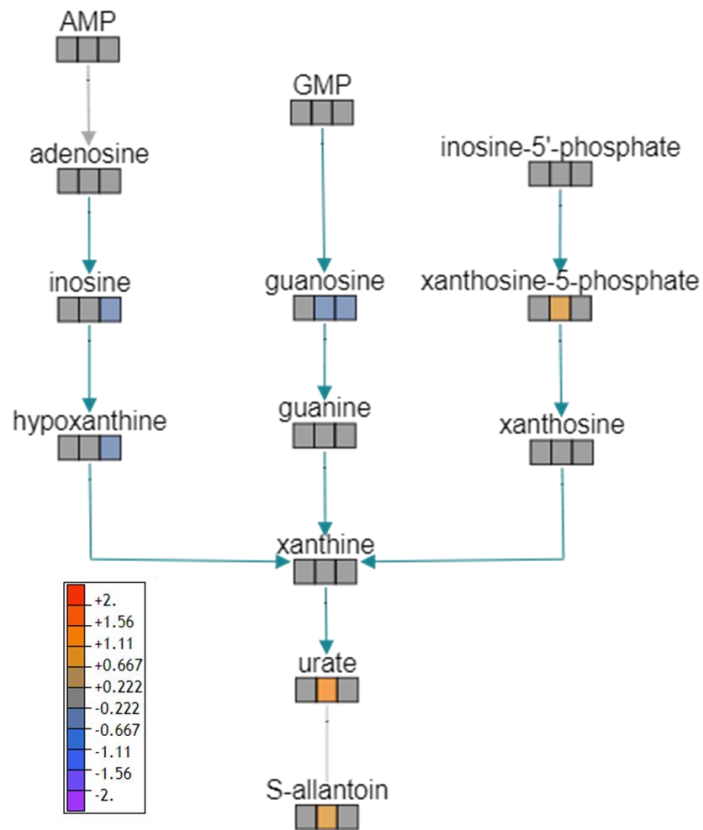 AMP
GMP
adenosine
inosine-5'-phosphate
inosine
guanosine
xanthosine-5-phosphate
hypoxanthine
guanine
xanthosine
xanthine
+2.
+1.56
+1.11
+0.667
+0.222
-0.222
-0.667
-1.11
-1.56
-2.
urate
S-allantoin